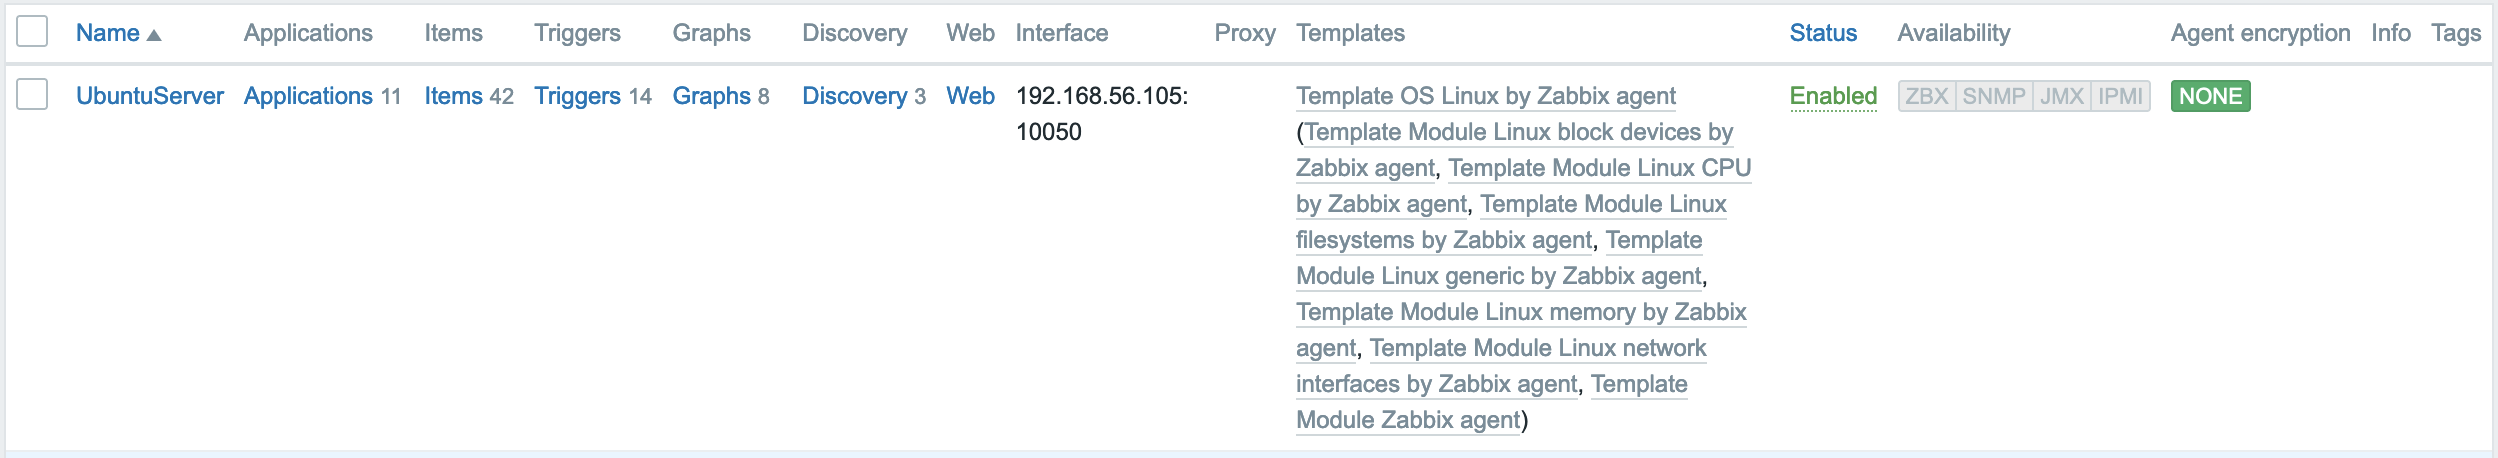 Name ▲ Applications Items Triggers Graphs Discovery Web Interface Proxy Templates Status Availability Agent encryption Info Tags
UbuntuServer Applications 11 Items 42 Triggers 14 Graphs 8 Discovery 3 Web 192.168.56.105: Template OS Linux by Zabbix agent Enabled ZBX SNMP JMX IPMI NONE
10050 (Template Module Linux block devices by
Zabbix agent, Template Module Linux CPU
by Zabbix agent, Template Module Linux
filesystems by Zabbix agent, Template
Module Linux generic by Zabbix agent,
Template Module Linux memory by Zabbix
agent, Template Module Linux network
interfaces by Zabbix agent, Template
Module Zabbix agent)